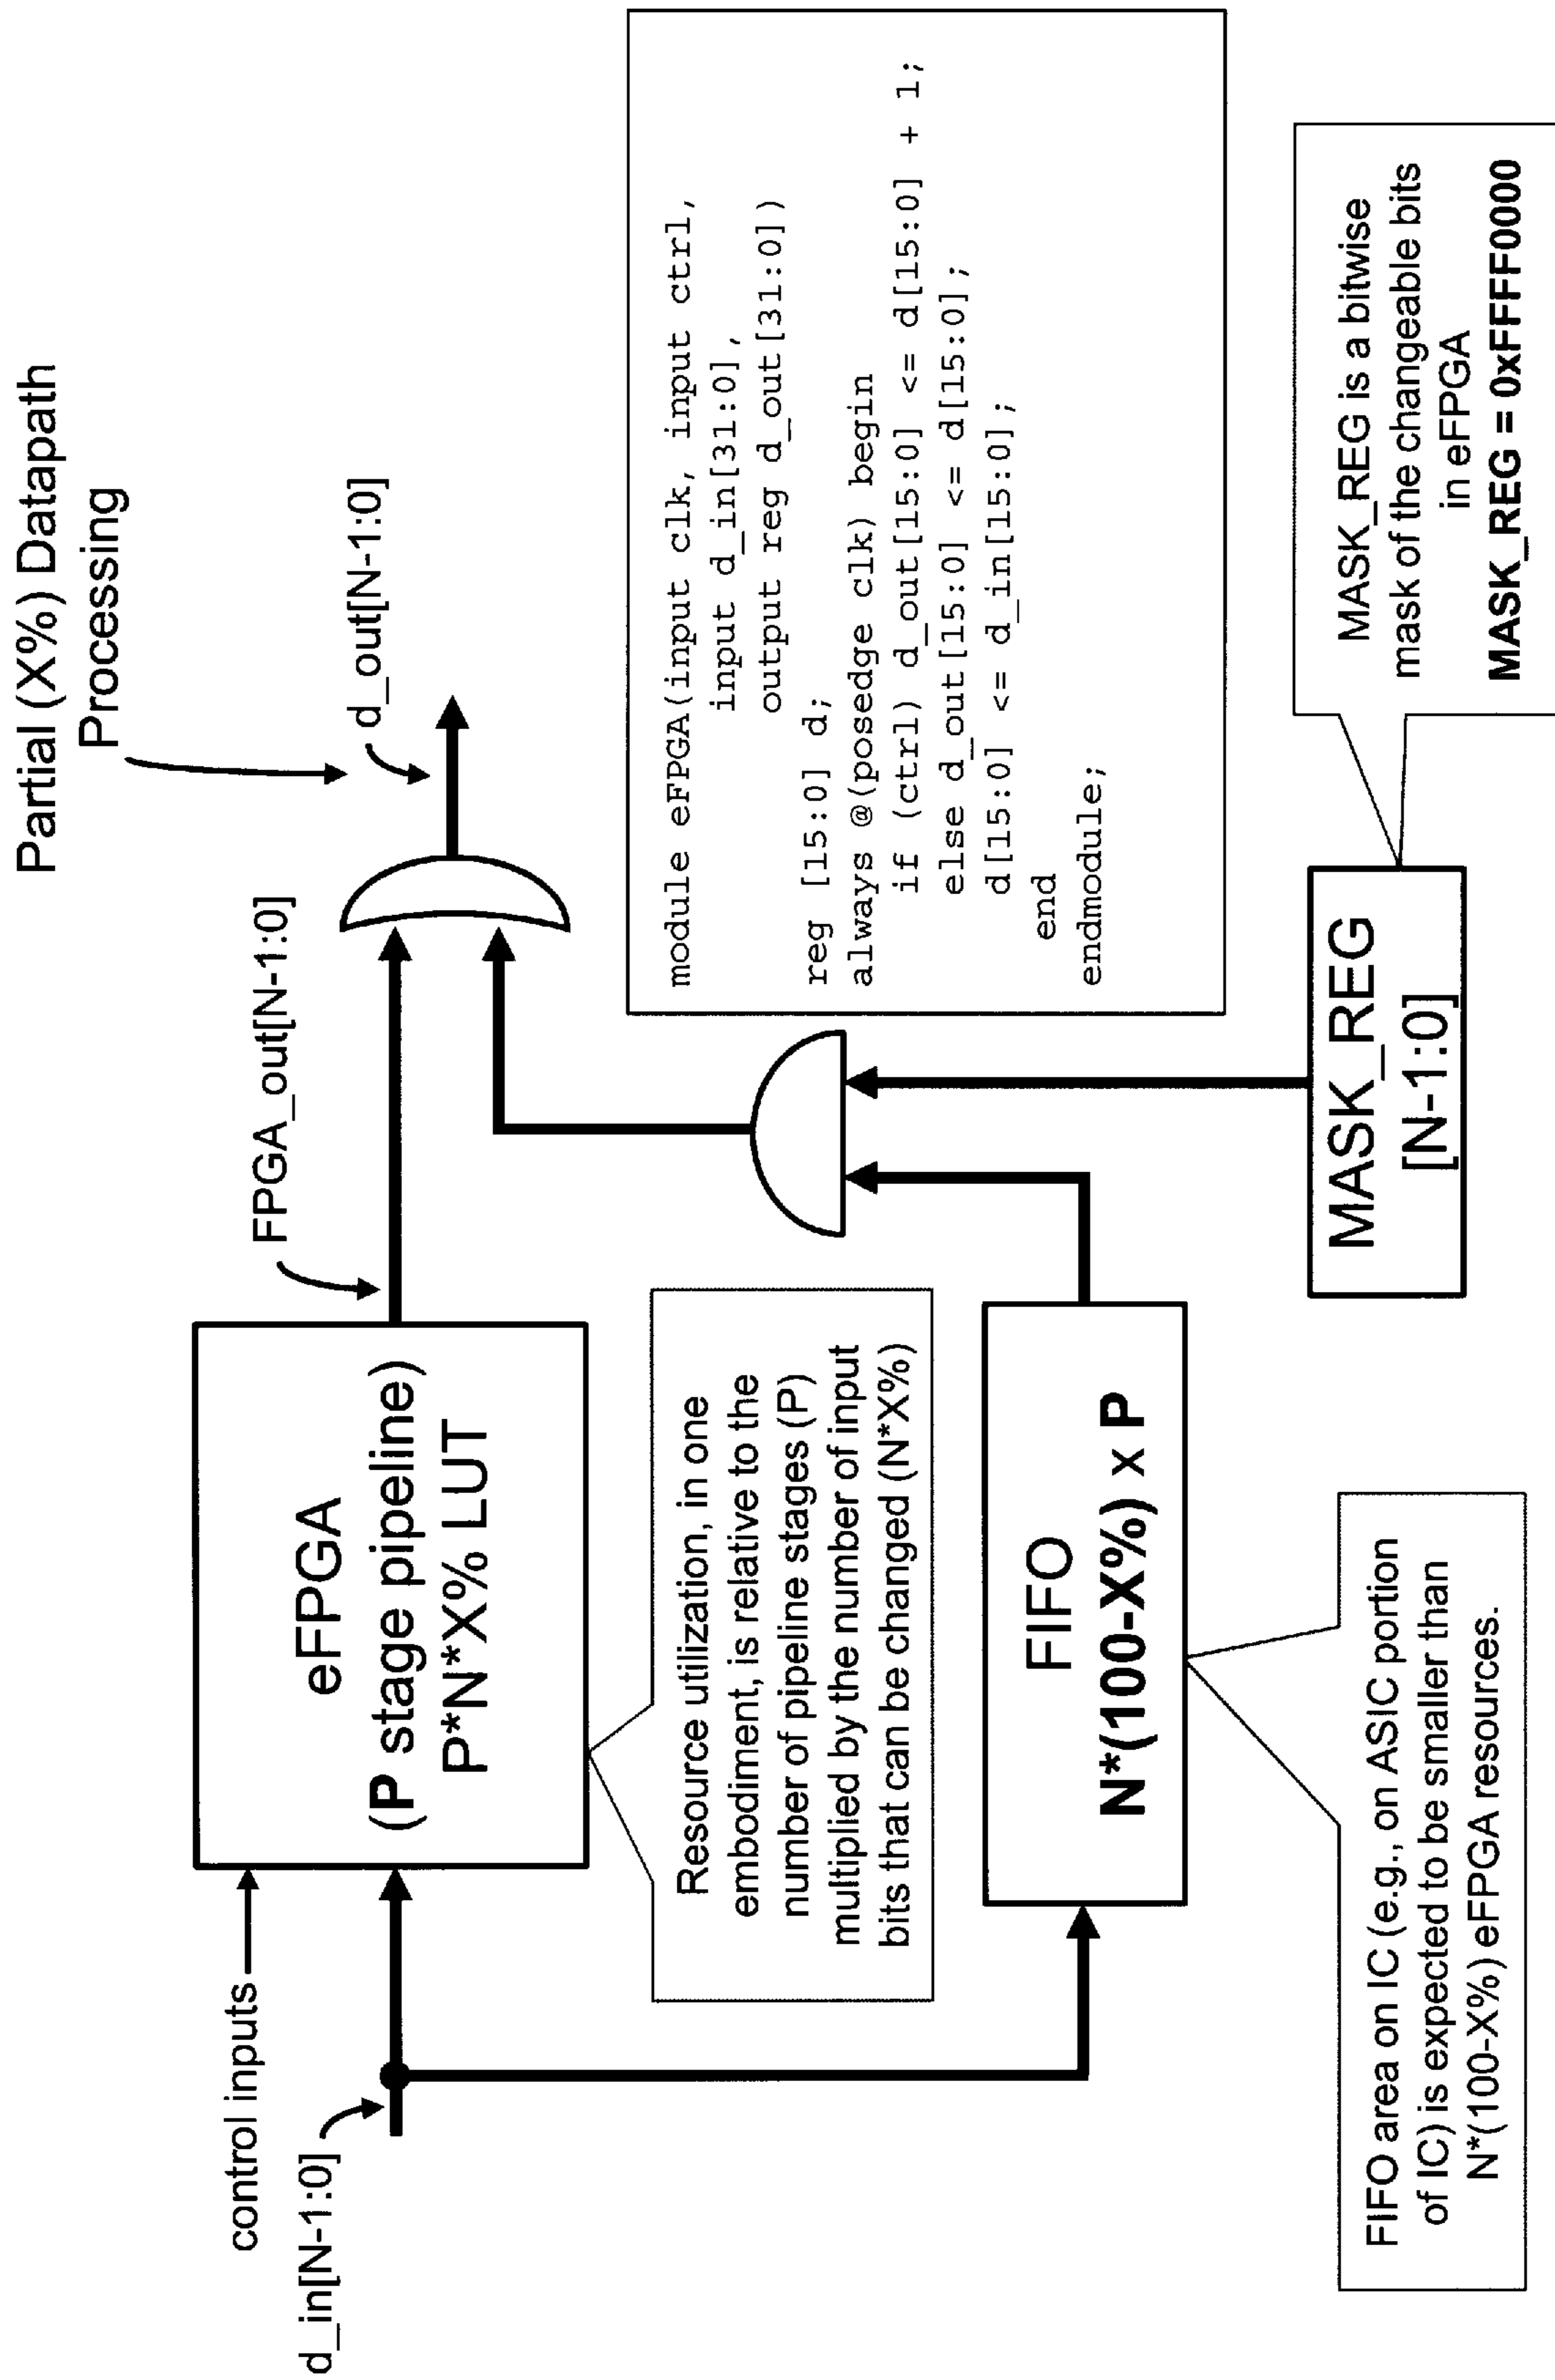 Partial (X%) Datapath
Processing
control inputs
d_in[N-1:0]
eFPGA
(P stage pipeline)
P*N*X% LUT
FPGA_out[N-1:0]
d_out[N-1:0]
Resource utilization, in one
embodiment, is relative to the
number of pipeline stages (P)
multiplied by the number of input
bits that can be changed (N*X%)
module eFPGA(input clk, input ctrl,
input d_in[31:0],
output reg d_out[31:0])
reg [15:0] d;
always @(posedge clk) begin
if (ctrl) d_out[15:0] <= d[15:0] + 1;
else d_out[15:0] <= d[15:0];
d[15:0] <= d_in[15:0];
end
endmodule;
FIFO
N*(100-X%) x P
FIFO area on IC (e.g., on ASIC portion
of IC) is expected to be smaller than
N*(100-X%) eFPGA resources.
MASK_REG
[N-1:0]
MASK_REG is a bitwise
mask of the changeable bits
in eFPGA
MASK_REG = 0xFFFF0000